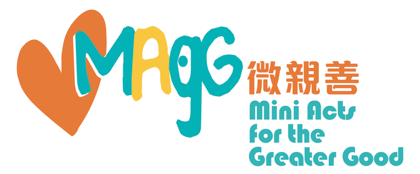 MAgG
微親善
Mini Acts
for the
Greater Good